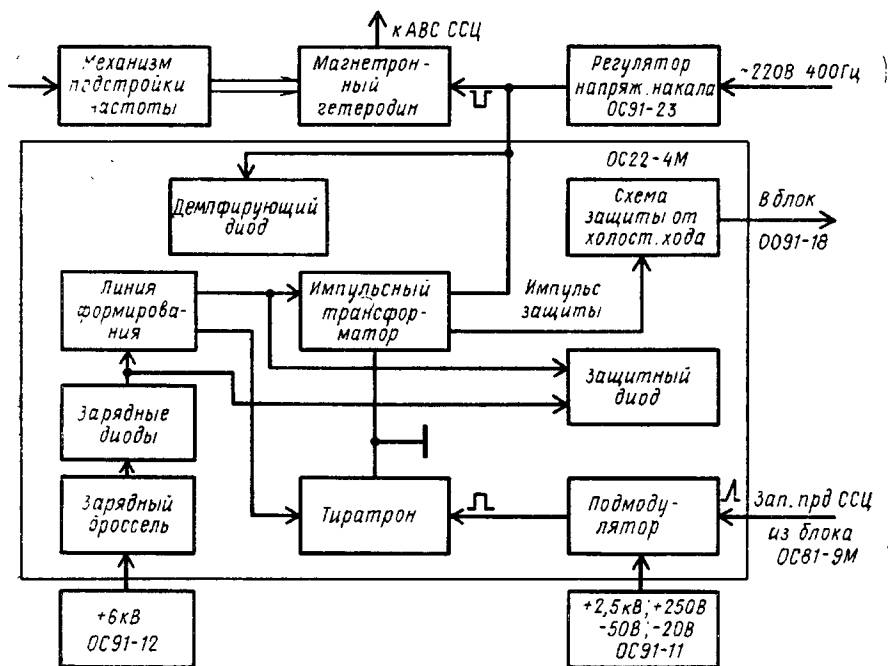 к АВС ССЦ
Механизм
подстройки
частоты
Магнетрон-
ный
гетеродин
Регулятор
напряж. накала
ОС91-23
~220В 400Гц
ОС22-4М
Демпфирующий
диод
Схема
защиты от
холост. хода
В блок
ОО91-18
Линия
формирова-
ния
Импульсный
трансфор-
матор
Импульс
защиты
Защитный
диод
Зарядные
диоды
Зарядный
дроссель
Тиратрон
Подмоду-
лятор
Зап. прд ССЦ
из блока
ОС81-9М
+6кВ
ОС91-12
+2,5кВ; +250В
-50В; -20В
ОС91-11